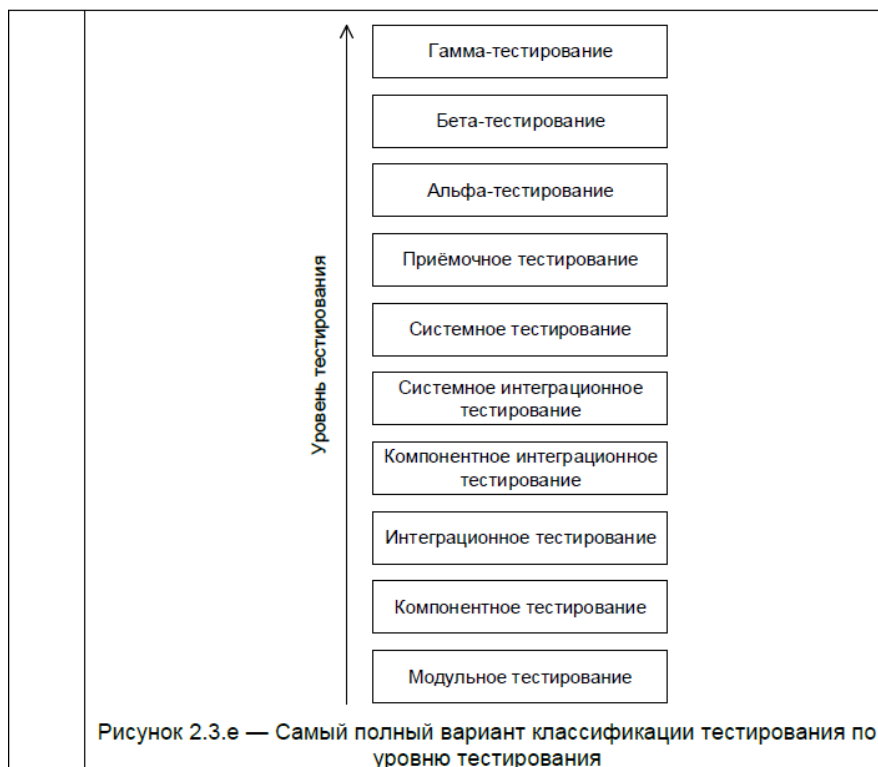 Гамма-тестирование
Бета-тестирование
Альфа-тестирование
Приёмочное тестирование
Системное тестирование
Системное интеграционное
тестирование
Компонентное интеграционное
тестирование
Интеграционное тестирование
Компонентное тестирование
Модульное тестирование
Уровень тестирования
Рисунок 2.3.e — Самый полный вариант классификации тестирования по
уровню тестирования